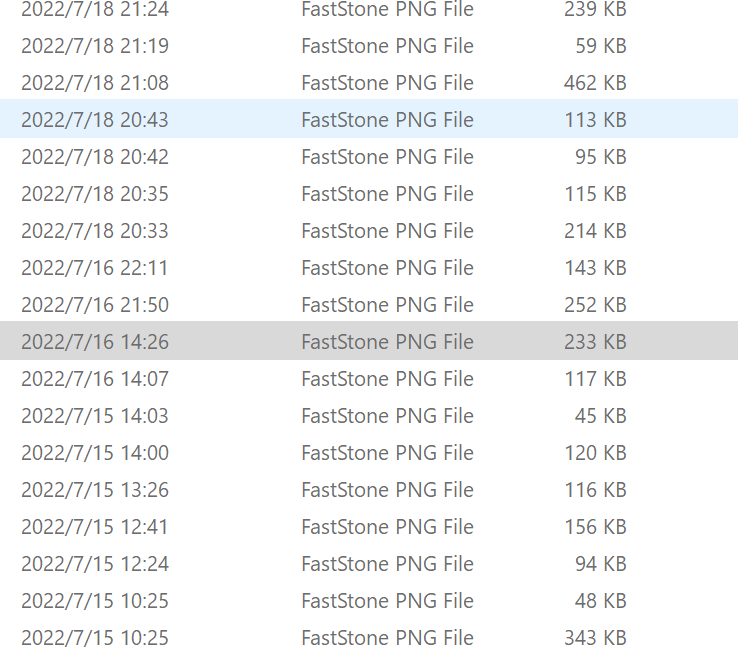 2022/7/18 21:24 FastStone PNG File 239 KB
2022/7/18 21:19 FastStone PNG File 59 KB
2022/7/18 21:08 FastStone PNG File 462 KB
2022/7/18 20:43 FastStone PNG File 113 KB
2022/7/18 20:42 FastStone PNG File 95 KB
2022/7/18 20:35 FastStone PNG File 115 KB
2022/7/18 20:33 FastStone PNG File 214 KB
2022/7/16 22:11 FastStone PNG File 143 KB
2022/7/16 21:50 FastStone PNG File 252 KB
2022/7/16 14:26 FastStone PNG File 233 KB
2022/7/16 14:07 FastStone PNG File 117 KB
2022/7/15 14:03 FastStone PNG File 45 KB
2022/7/15 14:00 FastStone PNG File 120 KB
2022/7/15 13:26 FastStone PNG File 116 KB
2022/7/15 12:41 FastStone PNG File 156 KB
2022/7/15 12:24 FastStone PNG File 94 KB
2022/7/15 10:25 FastStone PNG File 48 KB
2022/7/15 10:25 FastStone PNG File 343 KB